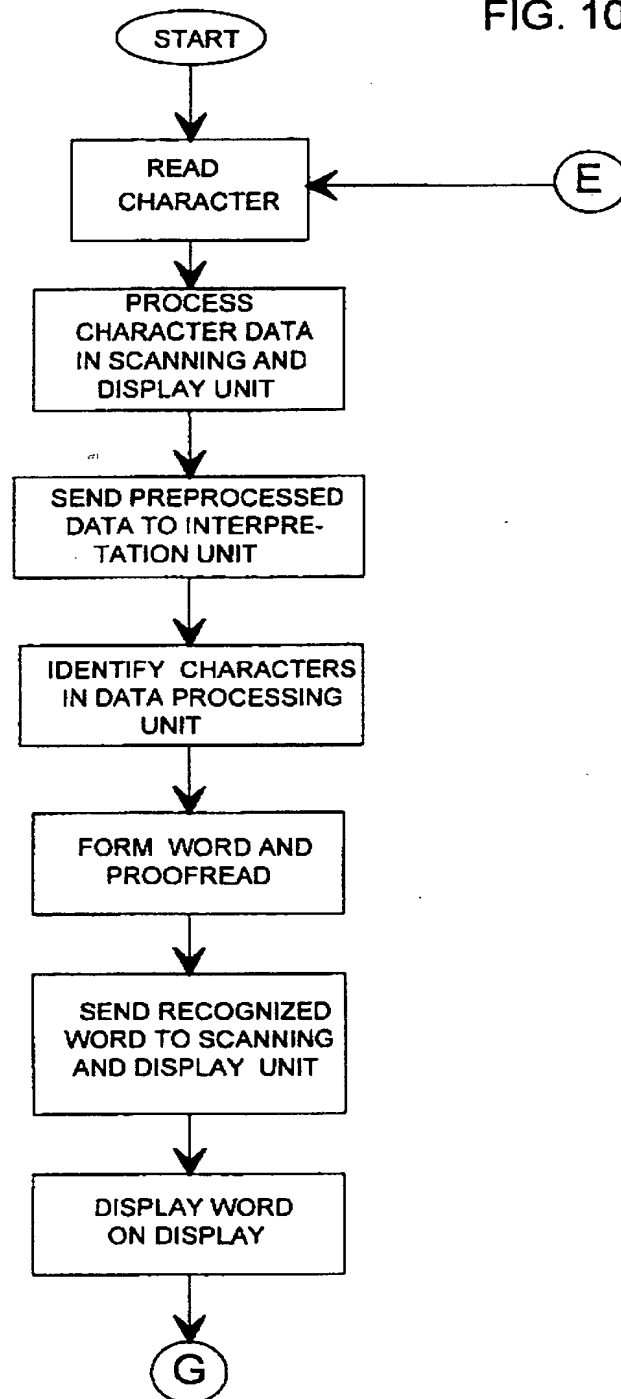 FIG. 10
START
READ
CHARACTER
E
PROCESS
CHARACTER DATA
IN SCANNING AND
DISPLAY UNIT
SEND PREPROCESSED
DATA TO INTERPRE-
TATION UNIT
IDENTIFY CHARACTERS
IN DATA PROCESSING
UNIT
FORM WORD AND
PROOFREAD
SEND RECOGNIZED
WORD TO SCANNING
AND DISPLAY UNIT
DISPLAY WORD
ON DISPLAY
G